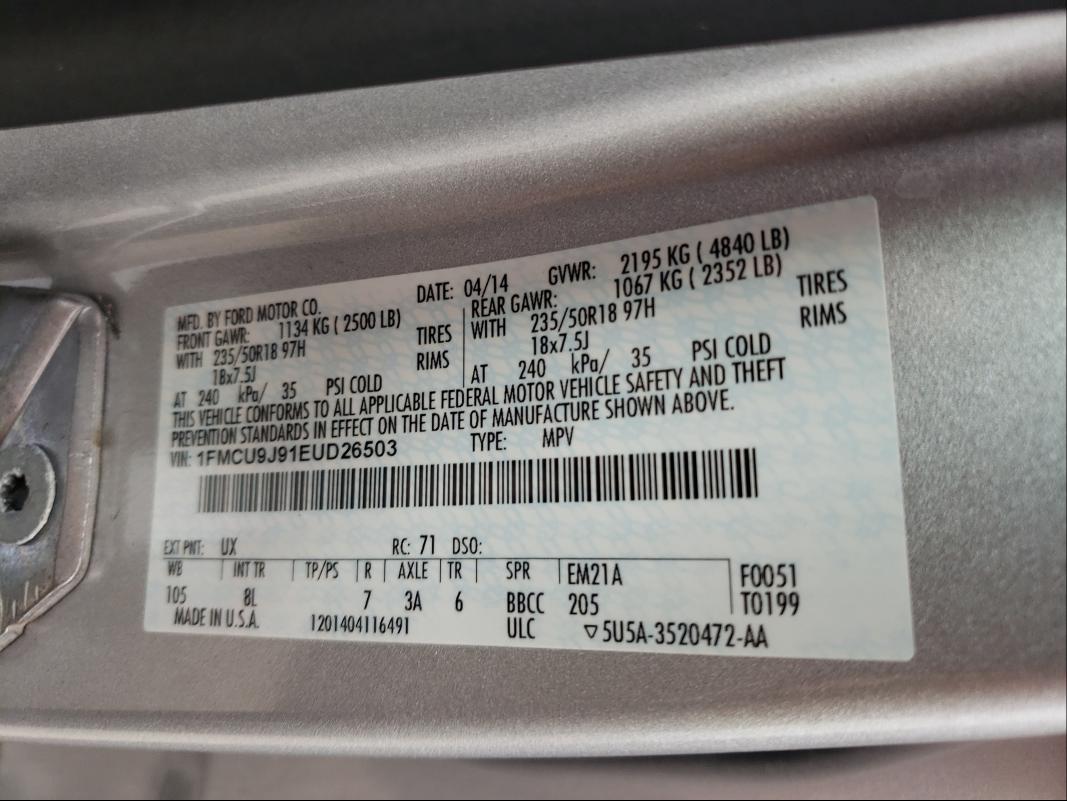 MFD. BY FORD MOTOR CO.
DATE: 04/14 GVWR: 2195 KG ( 4840 LB)
FRONT GAWR: 1134 KG ( 2500 LB) REAR GAWR: 1067 KG ( 2352 LB)
WITH 235/50R18 97H TIRES WITH 235/50R18 97H TIRES
18x7.5J RIMS 18x7.5J RIMS
AT 240 kPa/ 35 PSI COLD AT 240 kPa/ 35 PSI COLD
THIS VEHICLE CONFORMS TO ALL APPLICABLE FEDERAL MOTOR VEHICLE SAFETY AND THEFT
PREVENTION STANDARDS IN EFFECT ON THE DATE OF MANUFACTURE SHOWN ABOVE.
VIN: 1FMCU9J91EUD26503 TYPE: MPV
EXT PNT: UX RC: 71 DSO:
WB INT TR TP/PS R AXLE TR SPR EM21A F0051
105 8L 7 3A 6 BBCC 205 T0199
MADE IN U.S.A. 1201404116491 ULC ▽5U5A-3520472-AA